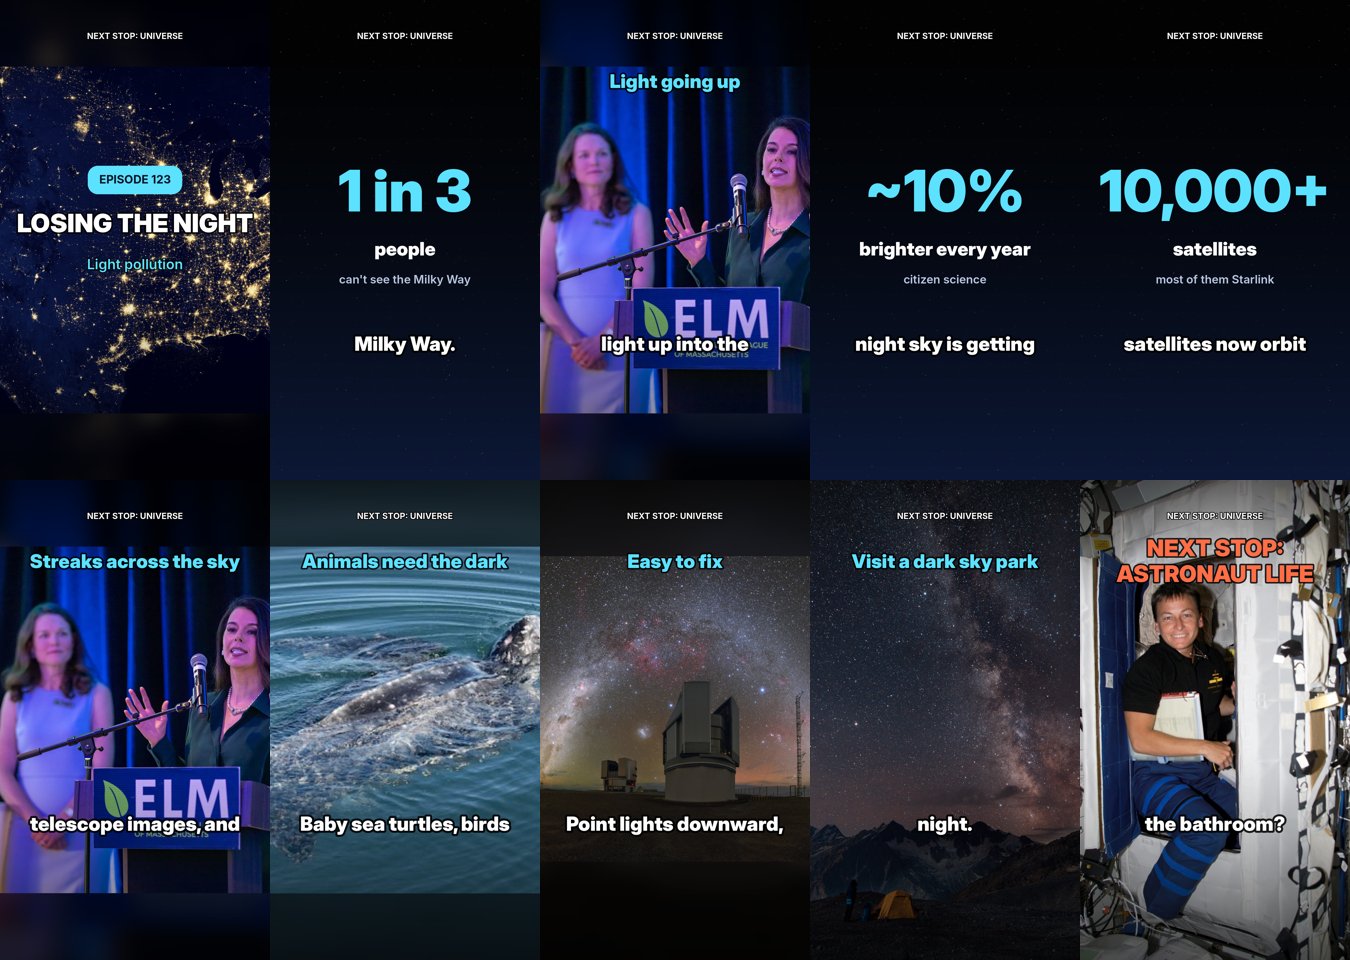 NEXT STOP: UNIVERSE
EPISODE 123
LOSING THE NIGHT
Light pollution
NEXT STOP: UNIVERSE
1 in 3
people
can't see the Milky Way
Milky Way.
NEXT STOP: UNIVERSE
Light going up
ELM
light up into the
OF MASSACHUSETTS
NEXT STOP: UNIVERSE
~10%
brighter every year
citizen science
night sky is getting
NEXT STOP: UNIVERSE
10,000+
satellites
most of them Starlink
satellites now orbit
NEXT STOP: UNIVERSE
Streaks across the sky
ELM
telescope images, and
NEXT STOP: UNIVERSE
Animals need the dark
Baby sea turtles, birds
NEXT STOP: UNIVERSE
Easy to fix
Point lights downward,
NEXT STOP: UNIVERSE
Visit a dark sky park
night.
NEXT STOP: UNIVERSE
NEXT STOP:
ASTRONAUT LIFE
the bathroom?